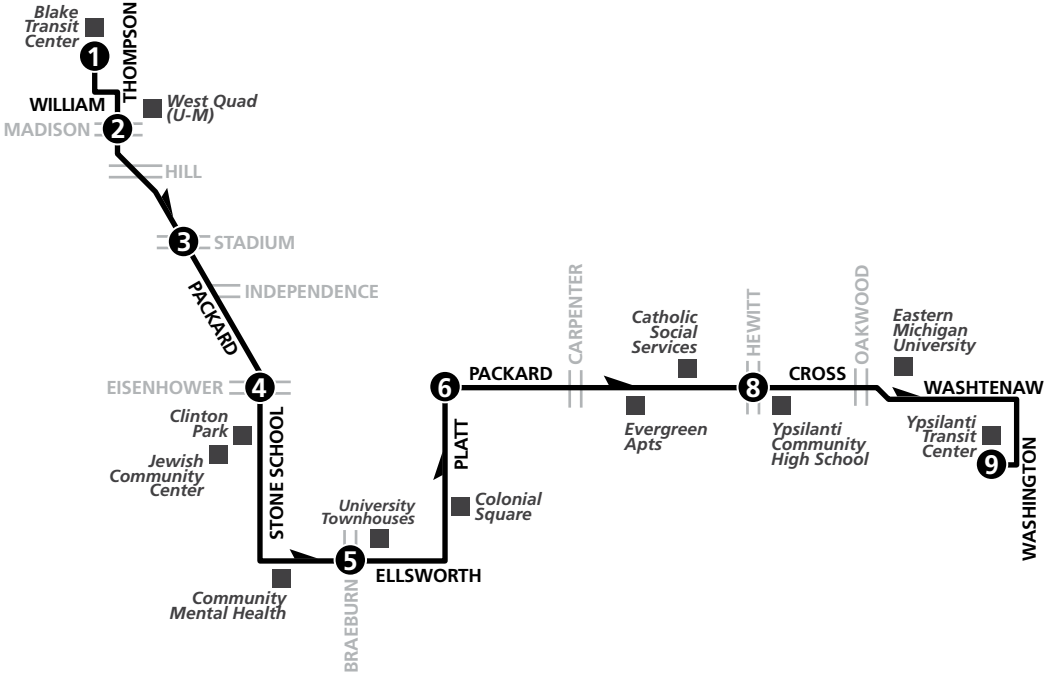 Blake
Transit
Center
1
THOMPSON
WILLIAM
West Quad
(U-M)
MADISON
2
HILL
3
STADIUM
INDEPENDENCE
PACKARD
EISENHOWER
4
Clinton
Park
Jewish
Community
Center
STONE SCHOOL
Community
Mental Health
University
Townhouses
5
BRAEBURN
ELLSWORTH
Colonial
Square
PLATT
6
PACKARD
CARPENTER
Catholic
Social
Services
Evergreen
Apts
HEWITT
8
Ypsilanti
Community
High School
CROSS
OAKWOOD
Eastern
Michigan
University
WASHTENAW
Ypsilanti
Transit
Center
9
WASHINGTON